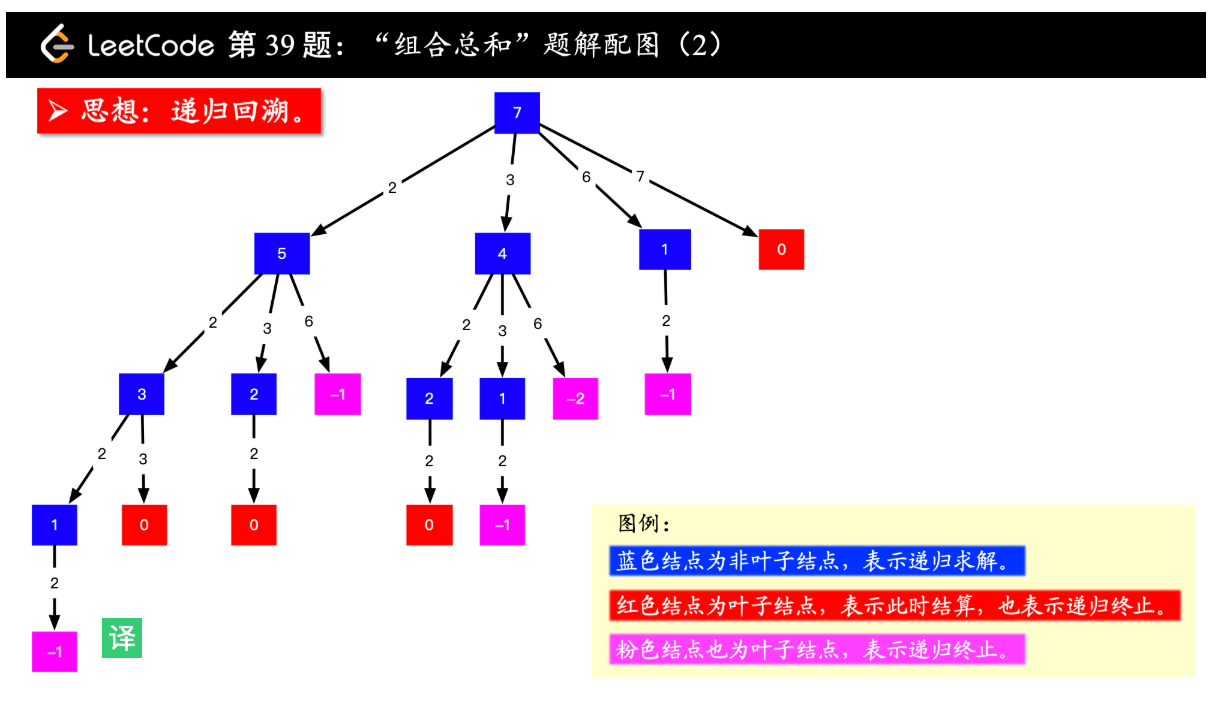 LeetCode 第 39 题：“组合总和”题解配图（2）
➢ 思想：递归回溯。
7
2 3 6 7
5 4 1 0
2 3 6 2 3 6 2
3 2 -1 2 1 -2 -1
2 3 2 2 2
1 0 0 0 -1
图例：
蓝色结点为非叶子结点，表示递归求解。
2
红色结点为叶子结点，表示此时结算，也表示递归终止。
译
-1
粉色结点也为叶子结点，表示递归终止。